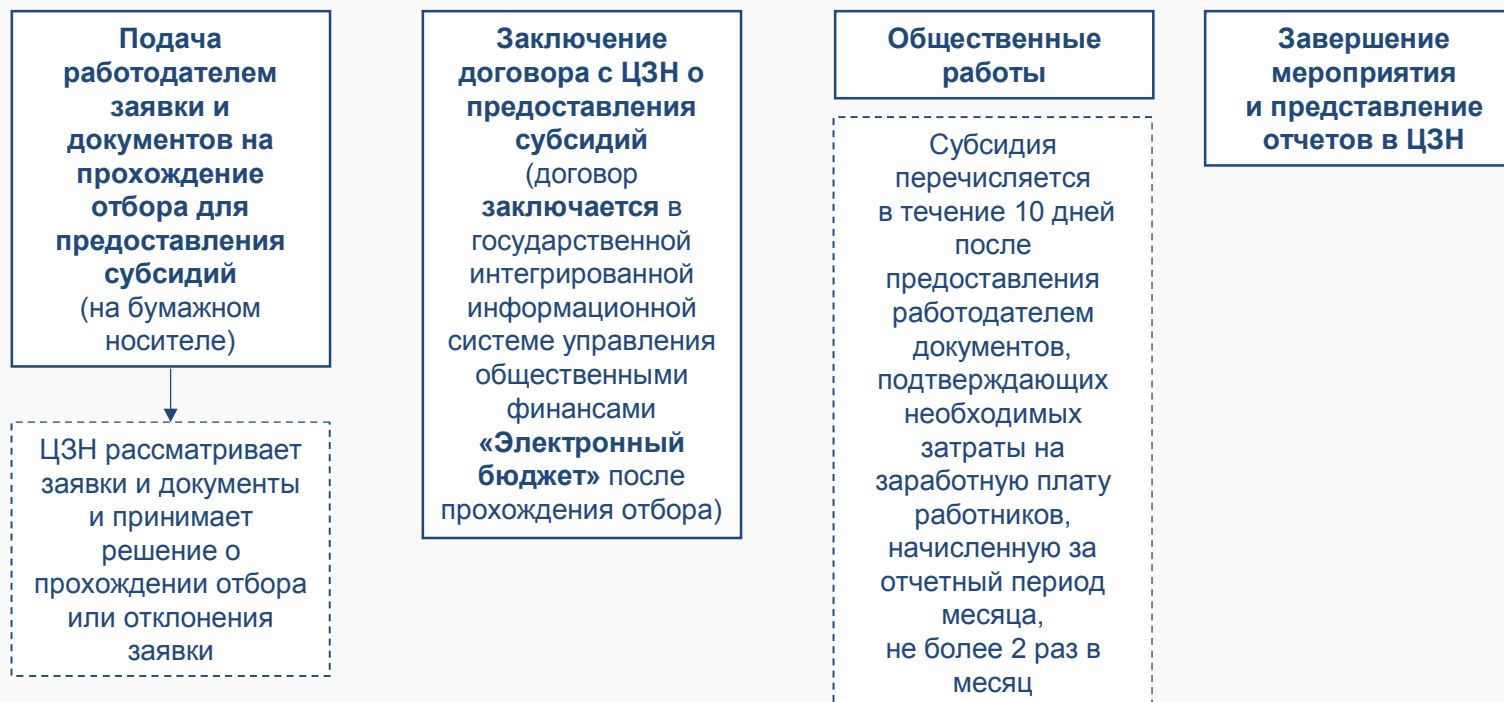 Подача
работодателем
заявки и
документов на
прохождение
отбора для
предоставления
субсидий
(на бумажном
носителе)
ЦЗН рассматривает
заявки и документы
и принимает
решение о
прохождении отбора
или отклонения
заявки
Заключение
договора с ЦЗН о
предоставления
субсидий
(договор
заключается в
государственной
интегрированной
информационной
системе управления
общественными
финансами
«Электронный
бюджет» после
прохождения отбора)
Общественные
работы
Субсидия
перечисляется
в течение 10 дней
после
предоставления
работодателем
документов,
подтверждающих
необходимых
затраты на
заработную плату
работников,
начисленную за
отчетный период
месяца,
не более 2 раз в
месяц
Завершение
мероприятия
и представление
отчетов в ЦЗН